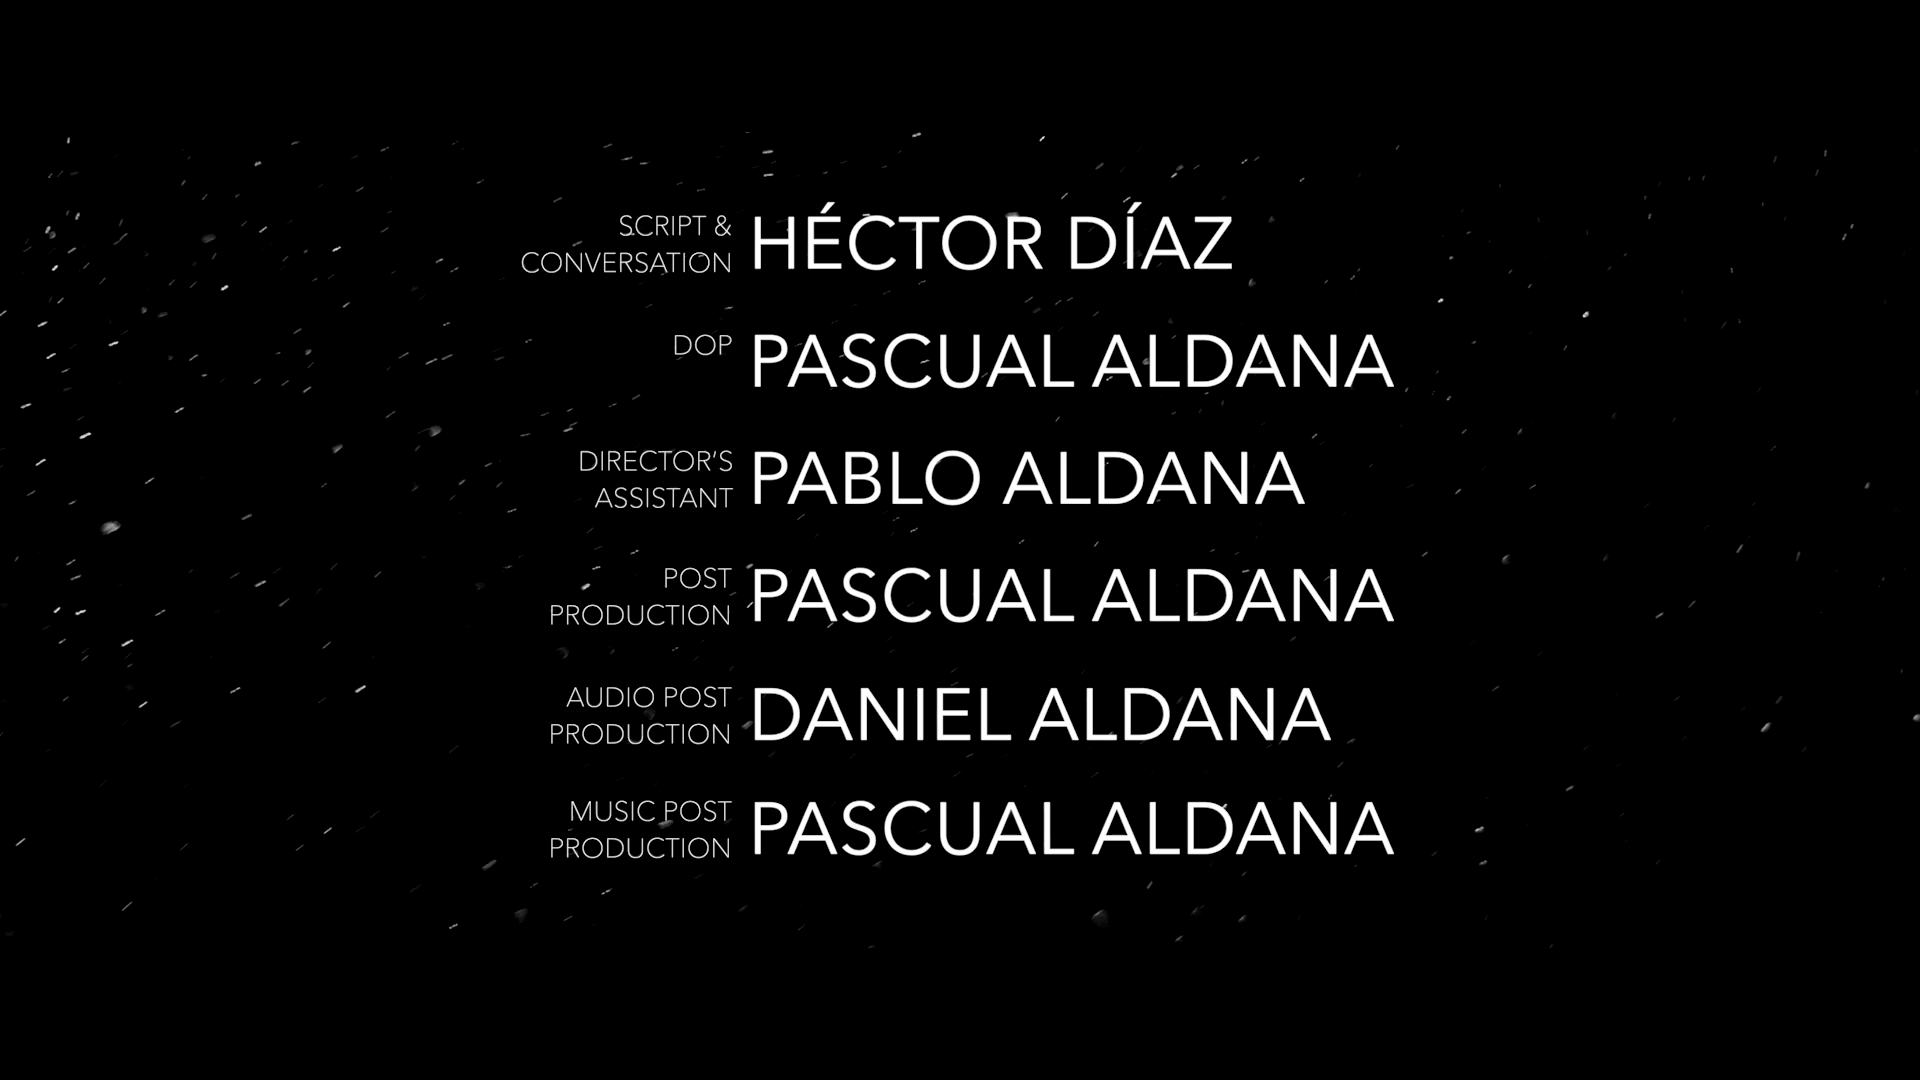 SCRIPT & HÉCTOR DÍAZ
CONVERSATION
DOP PASCUAL ALDANA
DIRECTOR’S PABLO ALDANA
ASSISTANT
POST PASCUAL ALDANA
PRODUCTION
AUDIO POST DANIEL ALDANA
PRODUCTION
MUSIC POST PASCUAL ALDANA
PRODUCTION